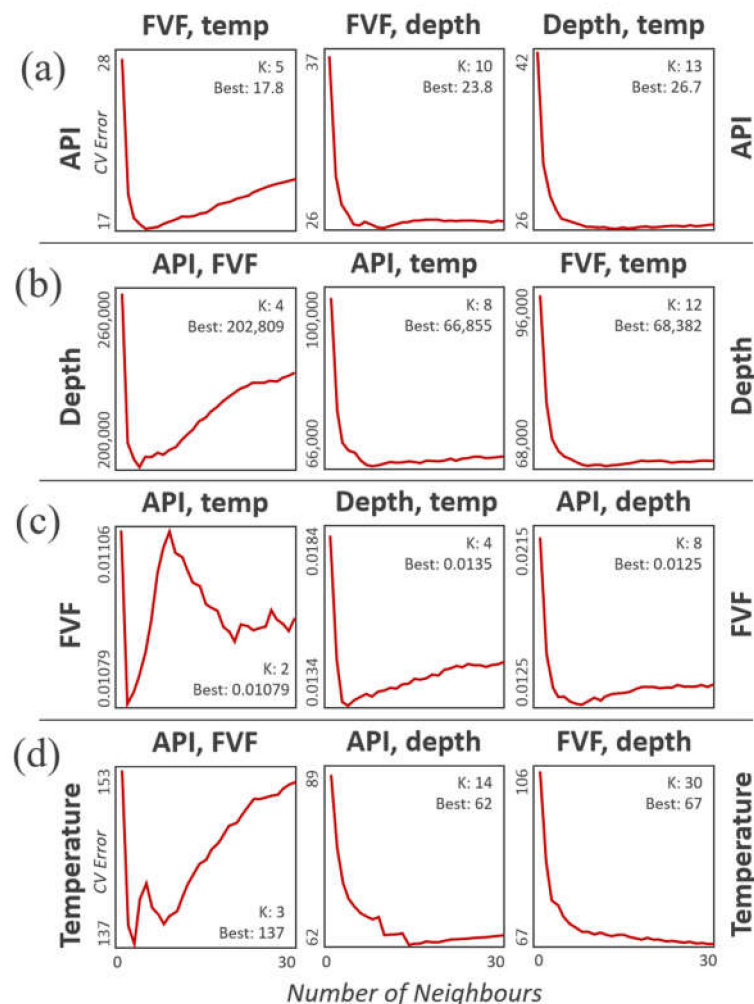 FVF, temp
FVF, depth
Depth, temp
(a)
API
CV Error
28
17
K: 5
Best: 17.8
37
26
K: 10
Best: 23.8
42
26
K: 13
Best: 26.7
API
API, FVF
API, temp
FVF, temp
(b)
Depth
260,000
200,000
K: 4
Best: 202,809
100,000
66,000
K: 8
Best: 66,855
96,000
68,000
K: 12
Best: 68,382
Depth
API, temp
Depth, temp
API, depth
(c)
FVF
0.01106
0.01079
K: 2
Best: 0.01079
0.0184
0.0134
K: 4
Best: 0.0135
0.0215
0.0125
K: 8
Best: 0.0125
FVF
API, FVF
API, depth
FVF, depth
(d)
Temperature
CV Error
153
137
K: 3
Best: 137
89
62
K: 14
Best: 62
106
67
K: 30
Best: 67
Temperature
0
30
0
30
0
30
Number of Neighbours